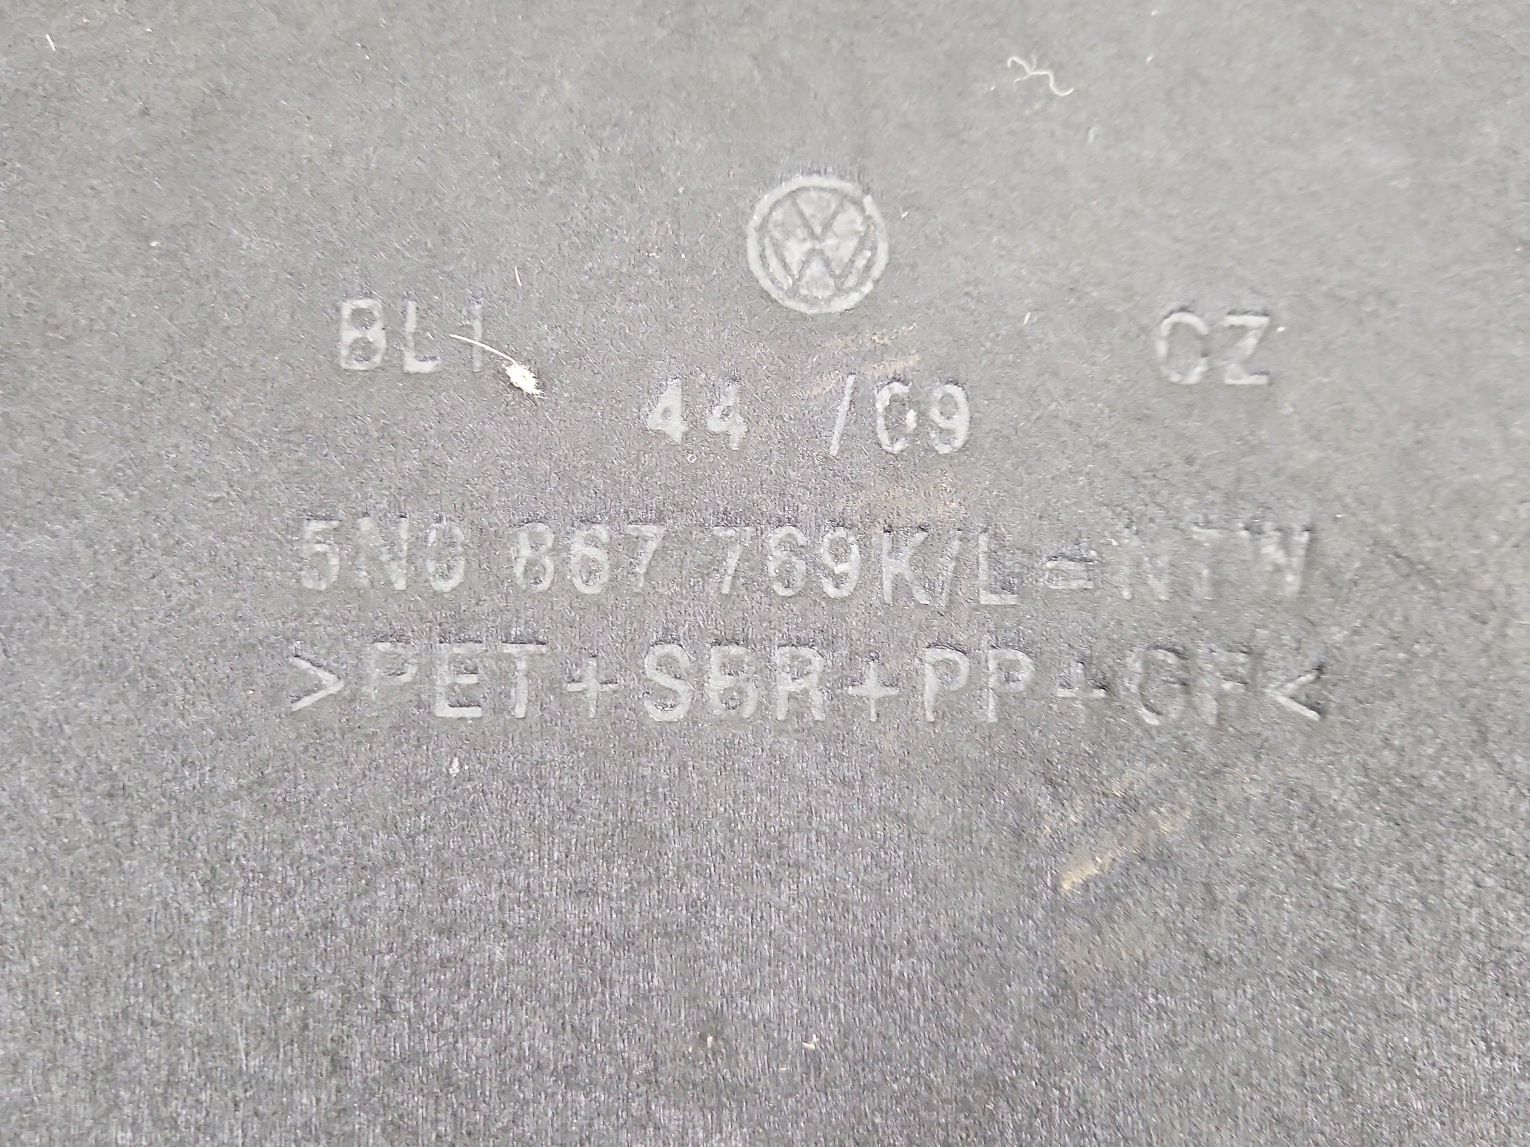 BL1 CZ
44 /09
5N0 867 769K/L=NTW
>PET+SBR+PP+GF<